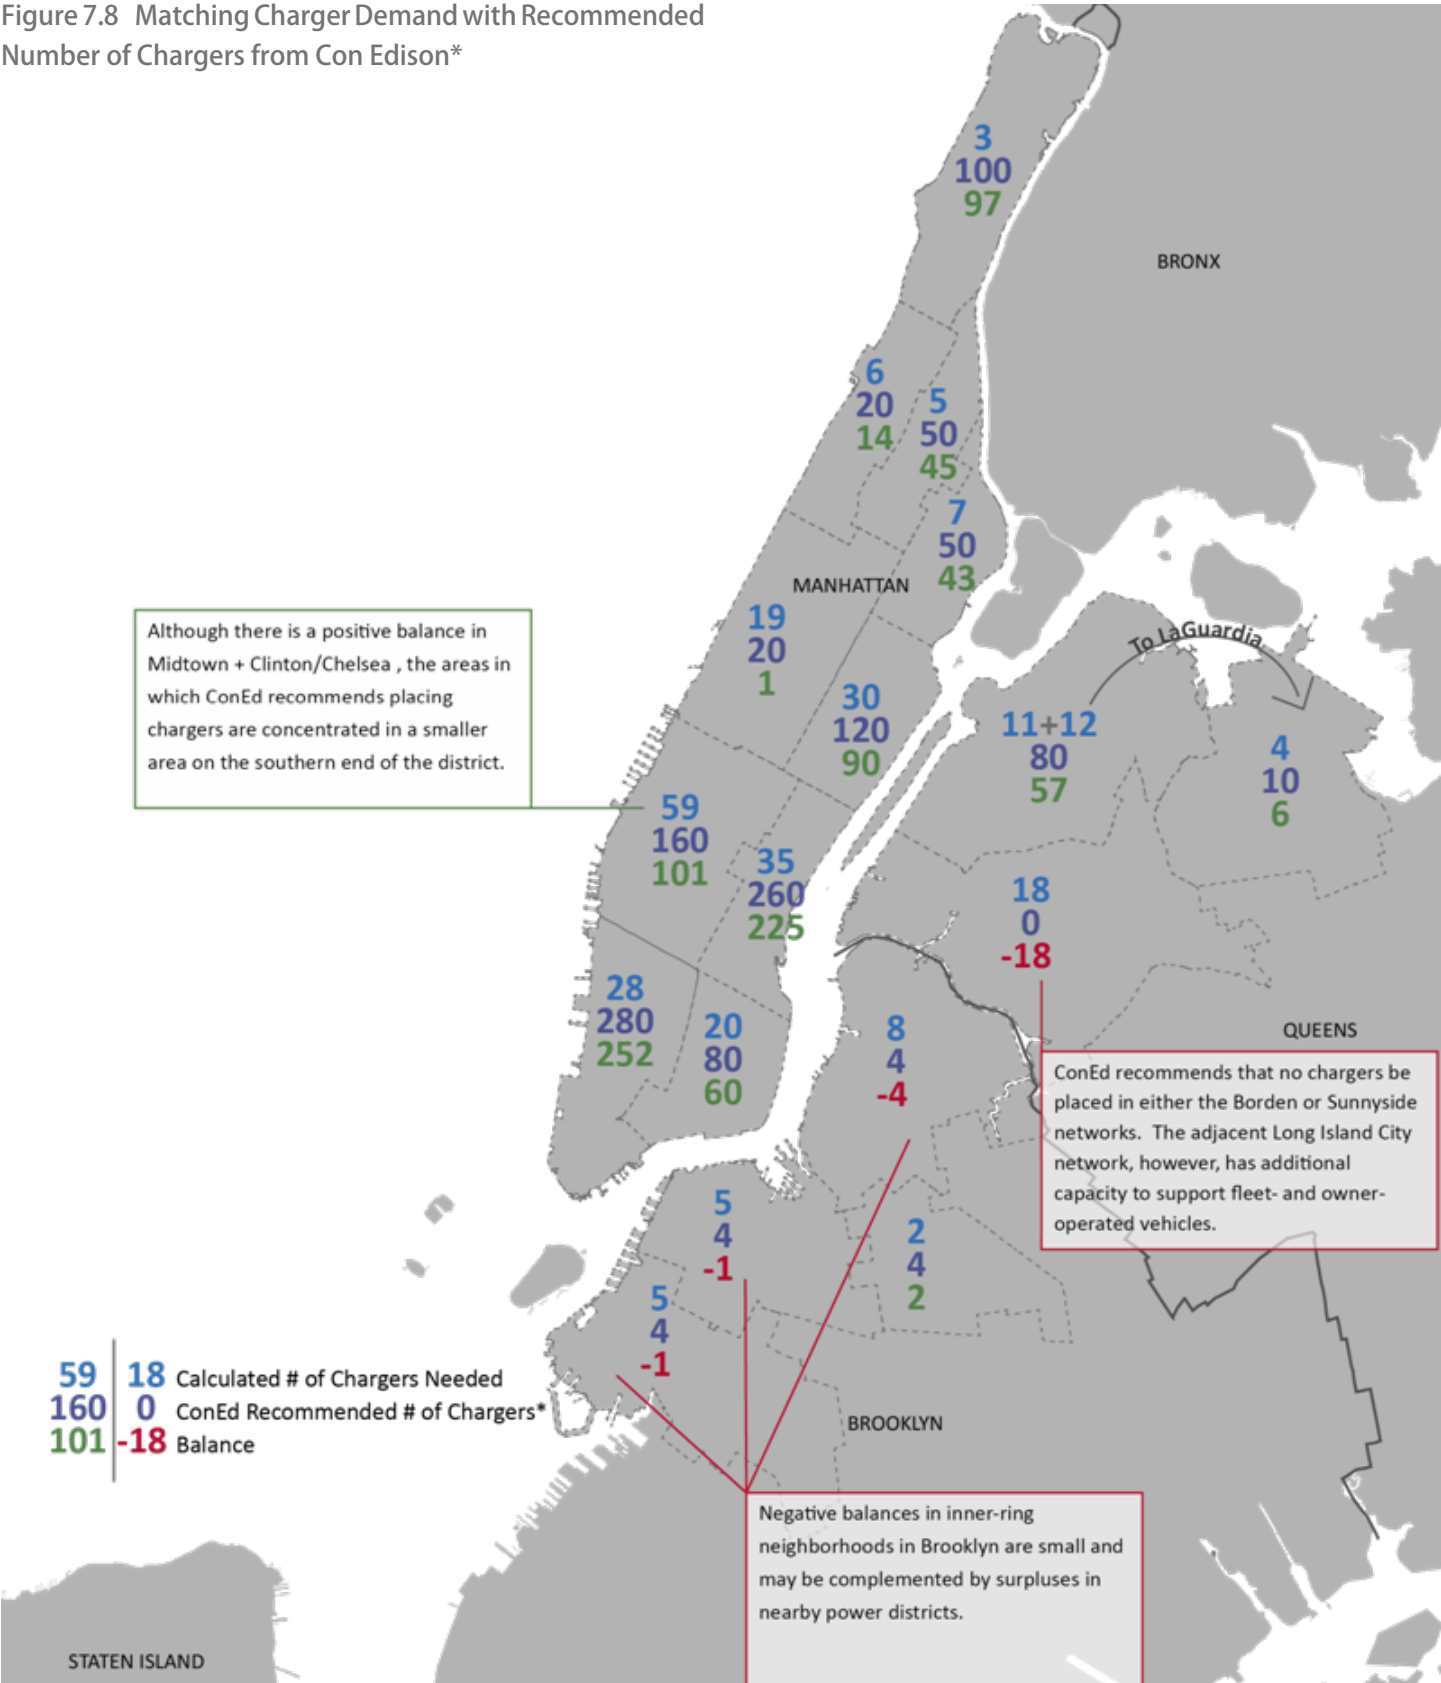 Figure 7.8 Matching Charger Demand with Recommended
Number of Chargers from Con Edison*
3
100
97
BRONX
6
20
14
5
50
45
7
50
43
MANHATTAN
19
20
1
To LaGuardia
30
120
90
11+12
80
57
4
10
6
Although there is a positive balance in
Midtown + Clinton/Chelsea , the areas in
which ConEd recommends placing
chargers are concentrated in a smaller
area on the southern end of the district.
59
160
101
35
260
225
18
0
-18
28
280
252
20
80
60
8
4
-4
QUEENS
ConEd recommends that no chargers be
placed in either the Borden or Sunnyside
networks. The adjacent Long Island City
network, however, has additional
capacity to support fleet- and owner-
operated vehicles.
5
4
-1
2
4
2
5
4
-1
59 18 Calculated # of Chargers Needed
160 0 ConEd Recommended # of Chargers*
101 -18 Balance
BROOKLYN
Negative balances in inner-ring
neighborhoods in Brooklyn are small and
may be complemented by surpluses in
nearby power districts.
STATEN ISLAND